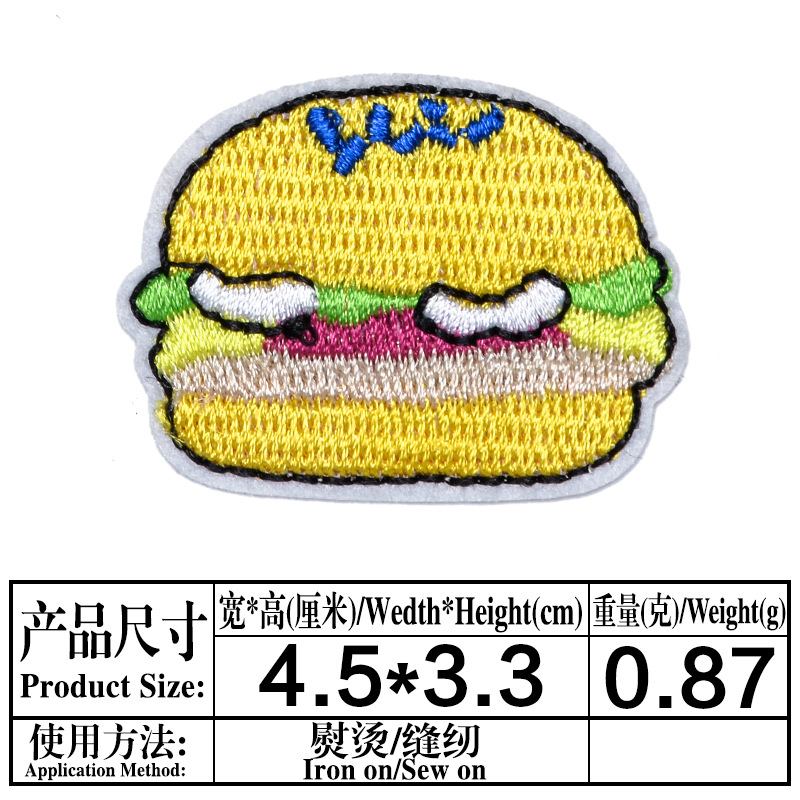 产品尺寸
Product Size:
宽*高(厘米)/Wedth*Height(cm)
重量(克)/Weight(g)
4.5*3.3
0.87
使用方法:
Application Method:
熨烫/缝纫
Iron on/Sew on